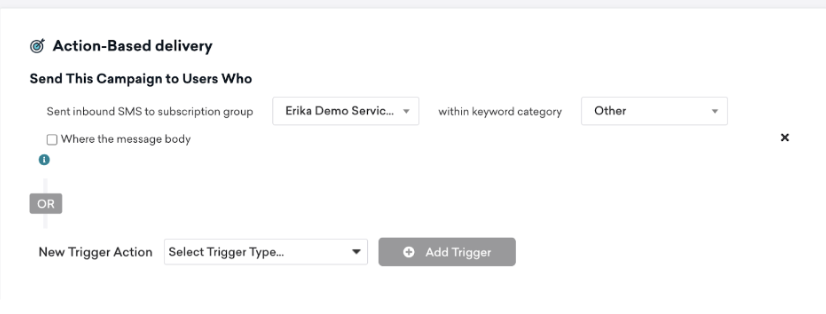 Action-Based delivery
Send This Campaign to Users Who
Sent inbound SMS to subscription group Erika Demo Servic... within keyword category Other
Where the message body
OR
New Trigger Action Select Trigger Type... Add Trigger